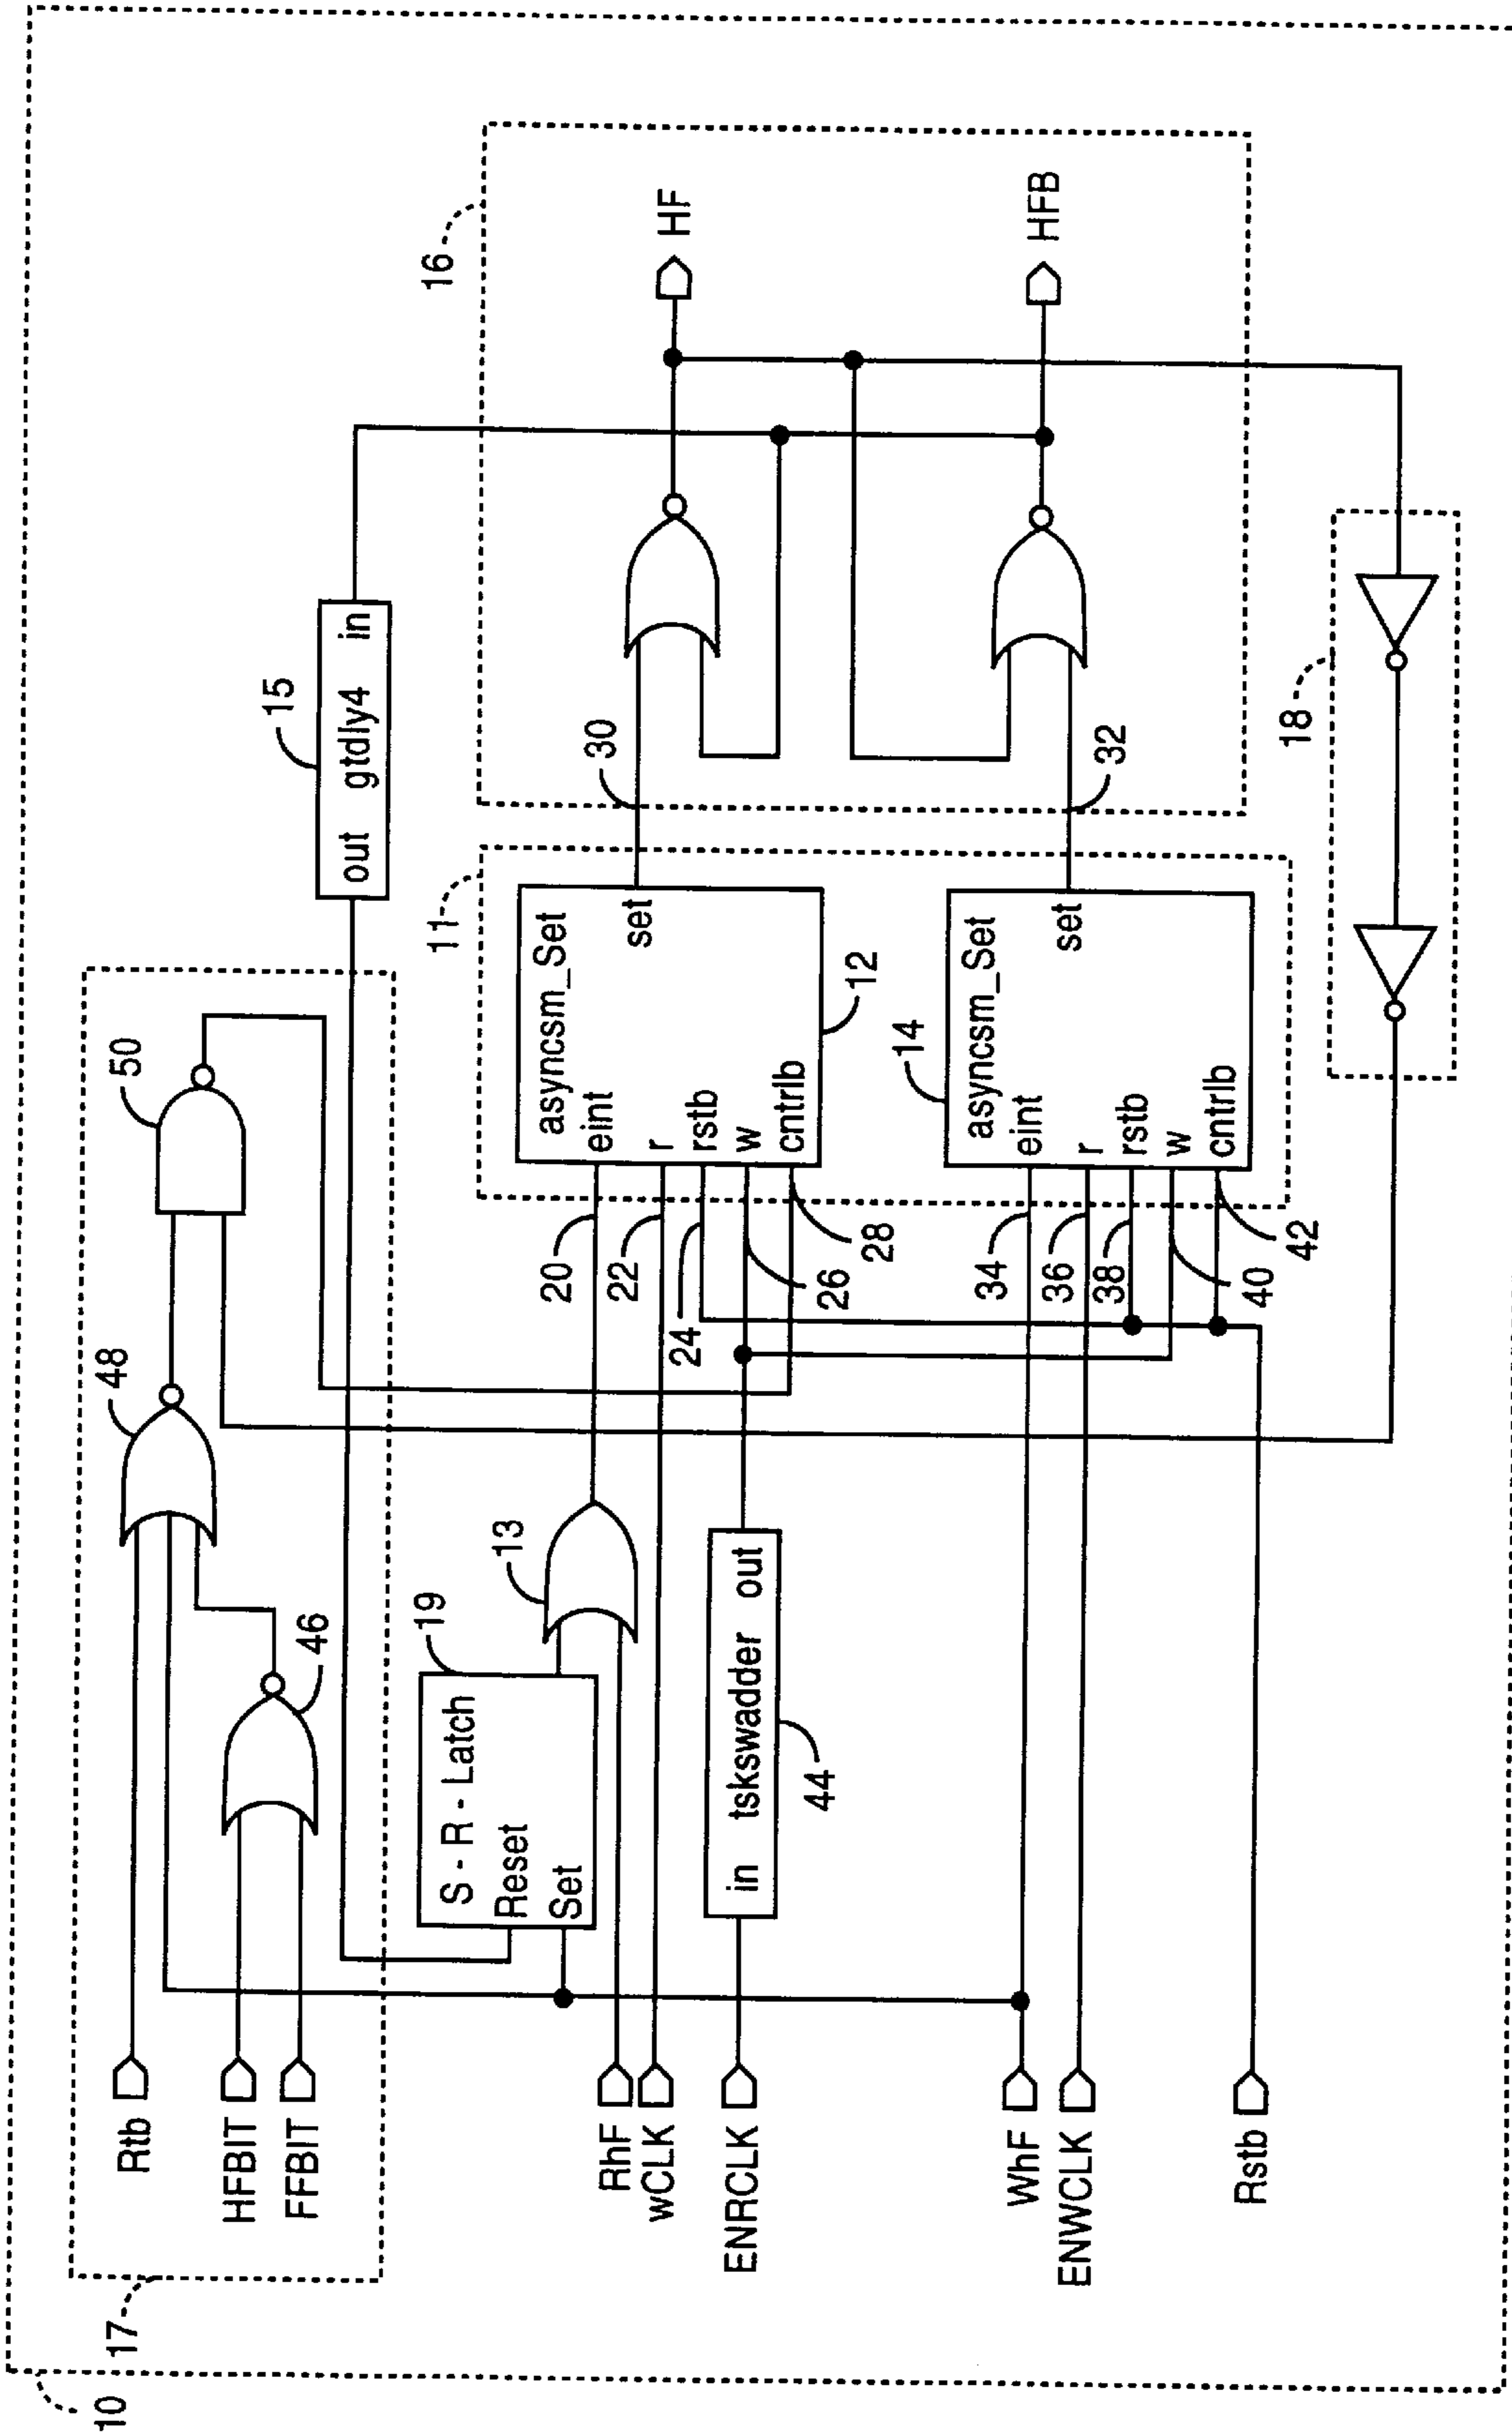 10
17
Rtb
HFBIT
FFBIT
46
48
50
15
out gtdly4 in
16
HF
HFB
19
S - R - Latch
Reset
Set
13
RhF
wCLK
ENRCLK
in tskswadder out
44
WhF
ENWCLK
Rstb
20
22
24
26
28
34
36
38
40
42
11
asyncsm_Set
eint
r
rstb
w
cntrlb
set
12
14
asyncsm_Set
eint
r
rstb
w
cntrlb
set
30
32
18